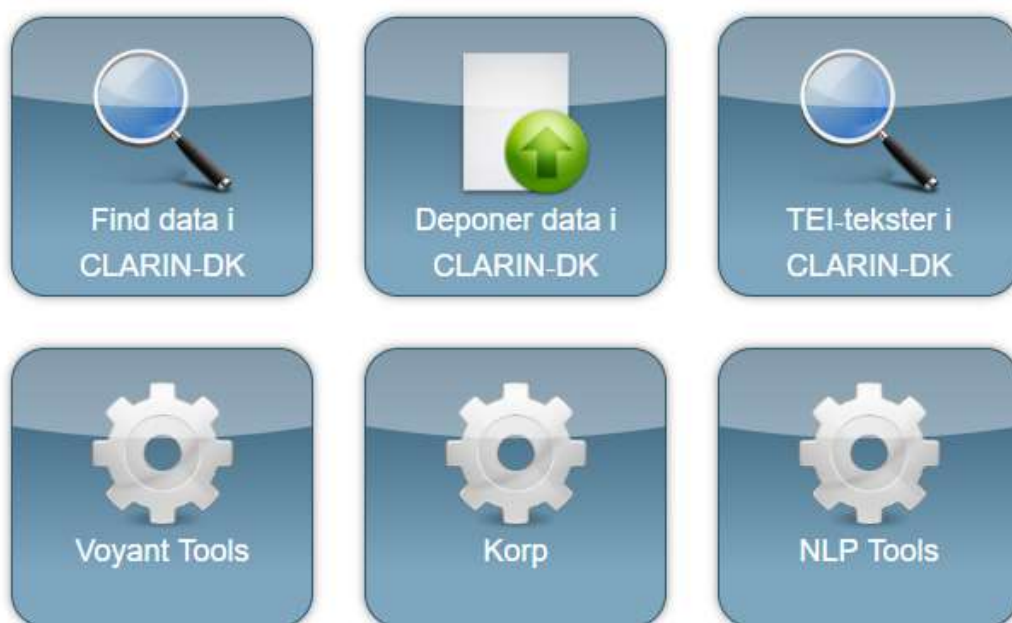 Find data i
CLARIN-DK
Deponer data i
CLARIN-DK
TEI-tekster i
CLARIN-DK
Voyant Tools
Korp
NLP Tools